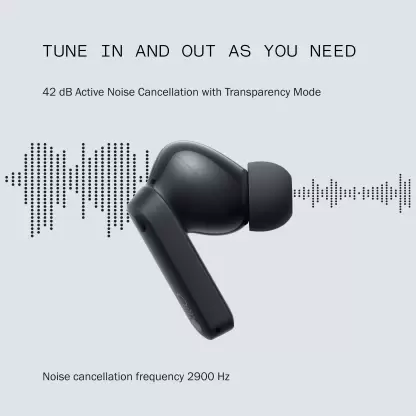 TUNE IN AND OUT AS YOU NEED
42 dB Active Noise Cancellation with Transparency Mode
Noise cancellation frequency 2900 Hz